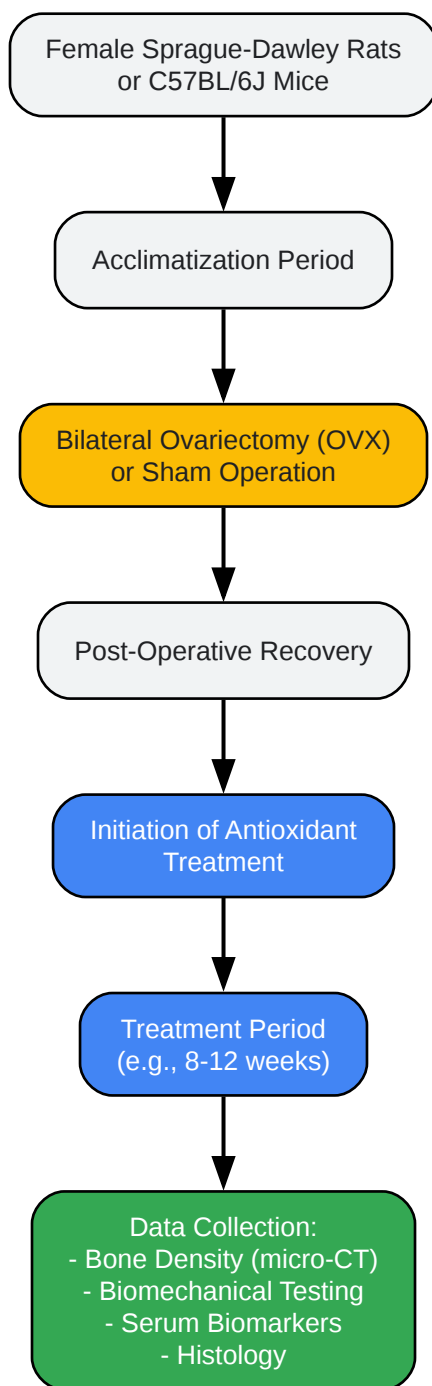 Female Sprague-Dawley Rats
or C57BL/6J Mice
Acclimatization Period
Bilateral Ovariectomy (OVX)
or Sham Operation
Post-Operative Recovery
Initiation of Antioxidant
Treatment
Treatment Period
(e.g., 8-12 weeks)
Data Collection:
- Bone Density (micro-CT)
- Biomechanical Testing
- Serum Biomarkers
- Histology